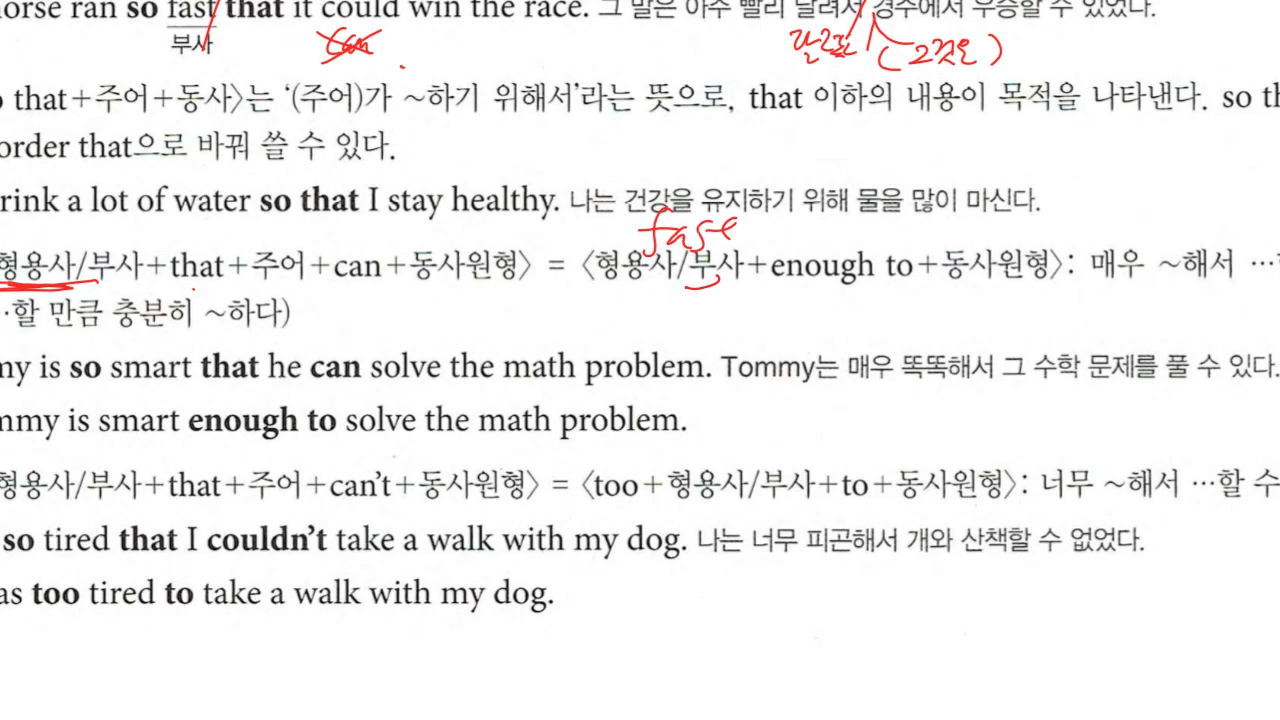 orse ran so fast that it could win the race. 그 말은 아주 빨리 달려서 경주에서 우승할 수 있었다.
부사 can (그것은)
that+주어+동사〉는 ‘(주어)가 ~하기 위해서’라는 뜻으로, that 이하의 내용이 목적을 나타낸다. so th
order that으로 바꿔 쓸 수 있다.
rink a lot of water so that I stay healthy. 나는 건강을 유지하기 위해 물을 많이 마신다.
fast
형용사/부사+that+주어+can+동사원형〉 = 〈형용사/부사+enough to+동사원형〉: 매우 ~해서 …
…할 만큼 충분히 ~하다)
my is so smart that he can solve the math problem. Tommy는 매우 똑똑해서 그 수학 문제를 풀 수 있다.
mmy is smart enough to solve the math problem.
형용사/부사+that+주어+can’t+동사원형〉 = 〈too+형용사/부사+to+동사원형〉: 너무 ~해서 …할 수
so tired that I couldn’t take a walk with my dog. 나는 너무 피곤해서 개와 산책할 수 없었다.
as too tired to take a walk with my dog.